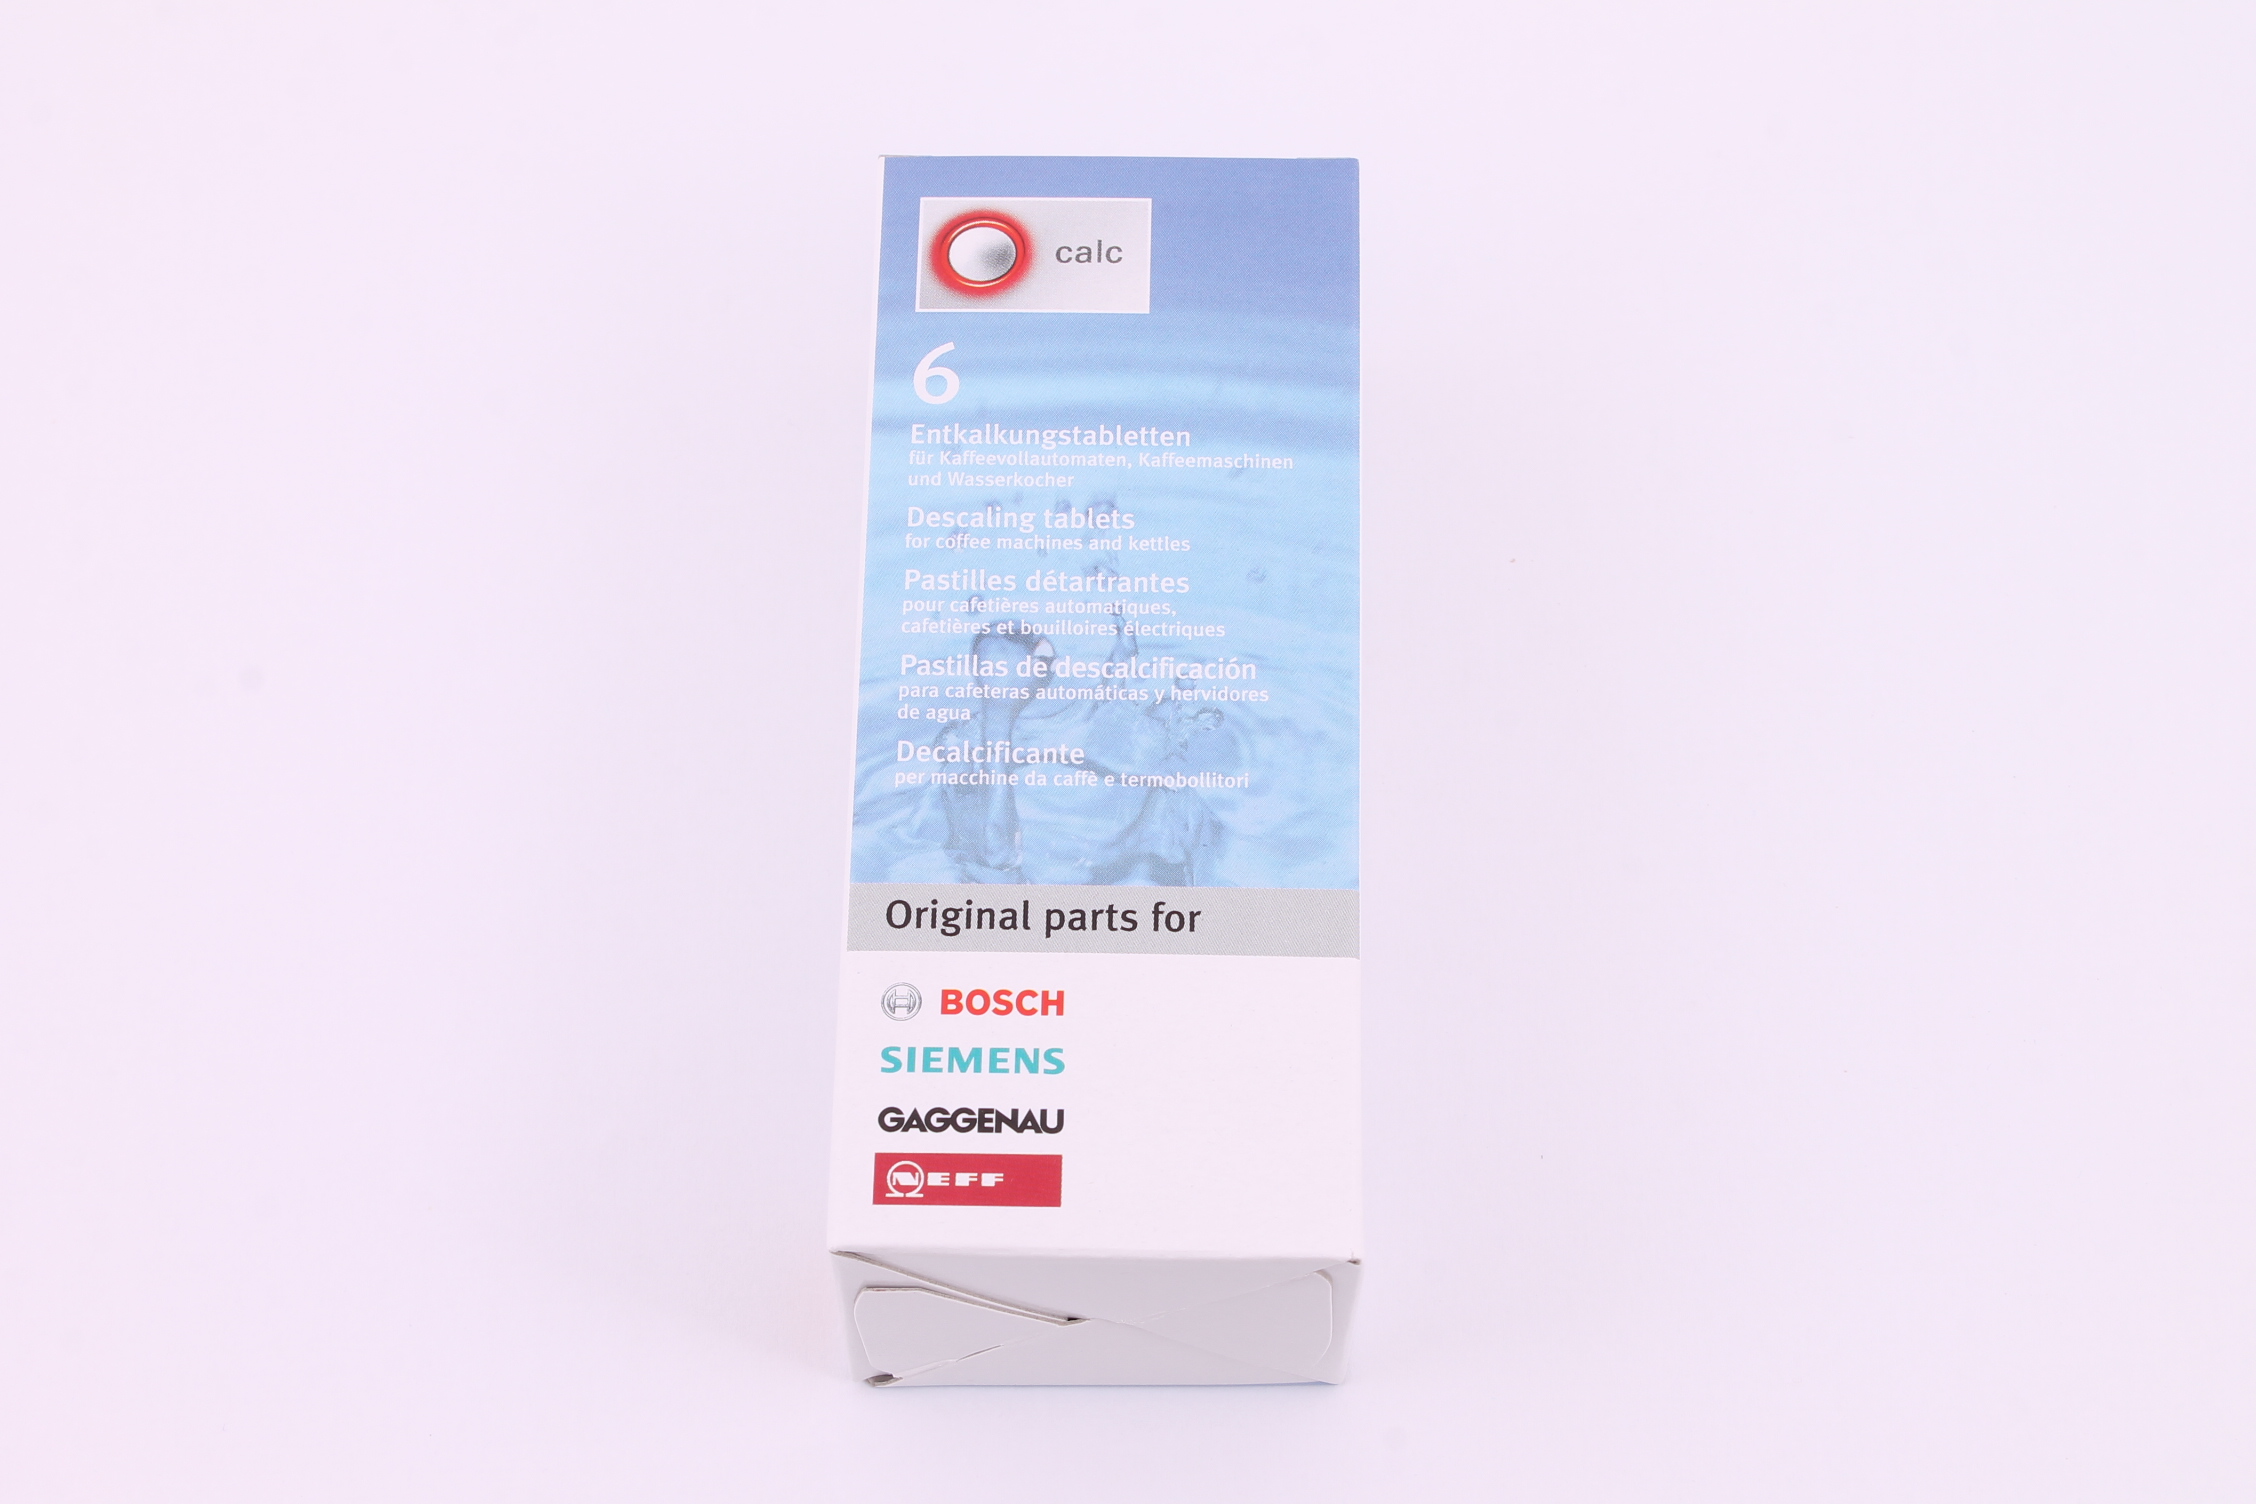 calc
6
Entkalkungstabletten
für Kaffeevollautomaten, Kaffeemaschinen
und Wasserkocher
Descaling tablets
for coffee machines and kettles
Pastilles détartrantes
pour cafetières automatiques,
cafetières et bouilloires électriques
Pastillas de descalcificación
para cafeteras automáticas y hervidores
de agua
Decalcificante
per macchine da caffè e termobollitori
Original parts for
BOSCH
SIEMENS
GAGGENAU
NEFF